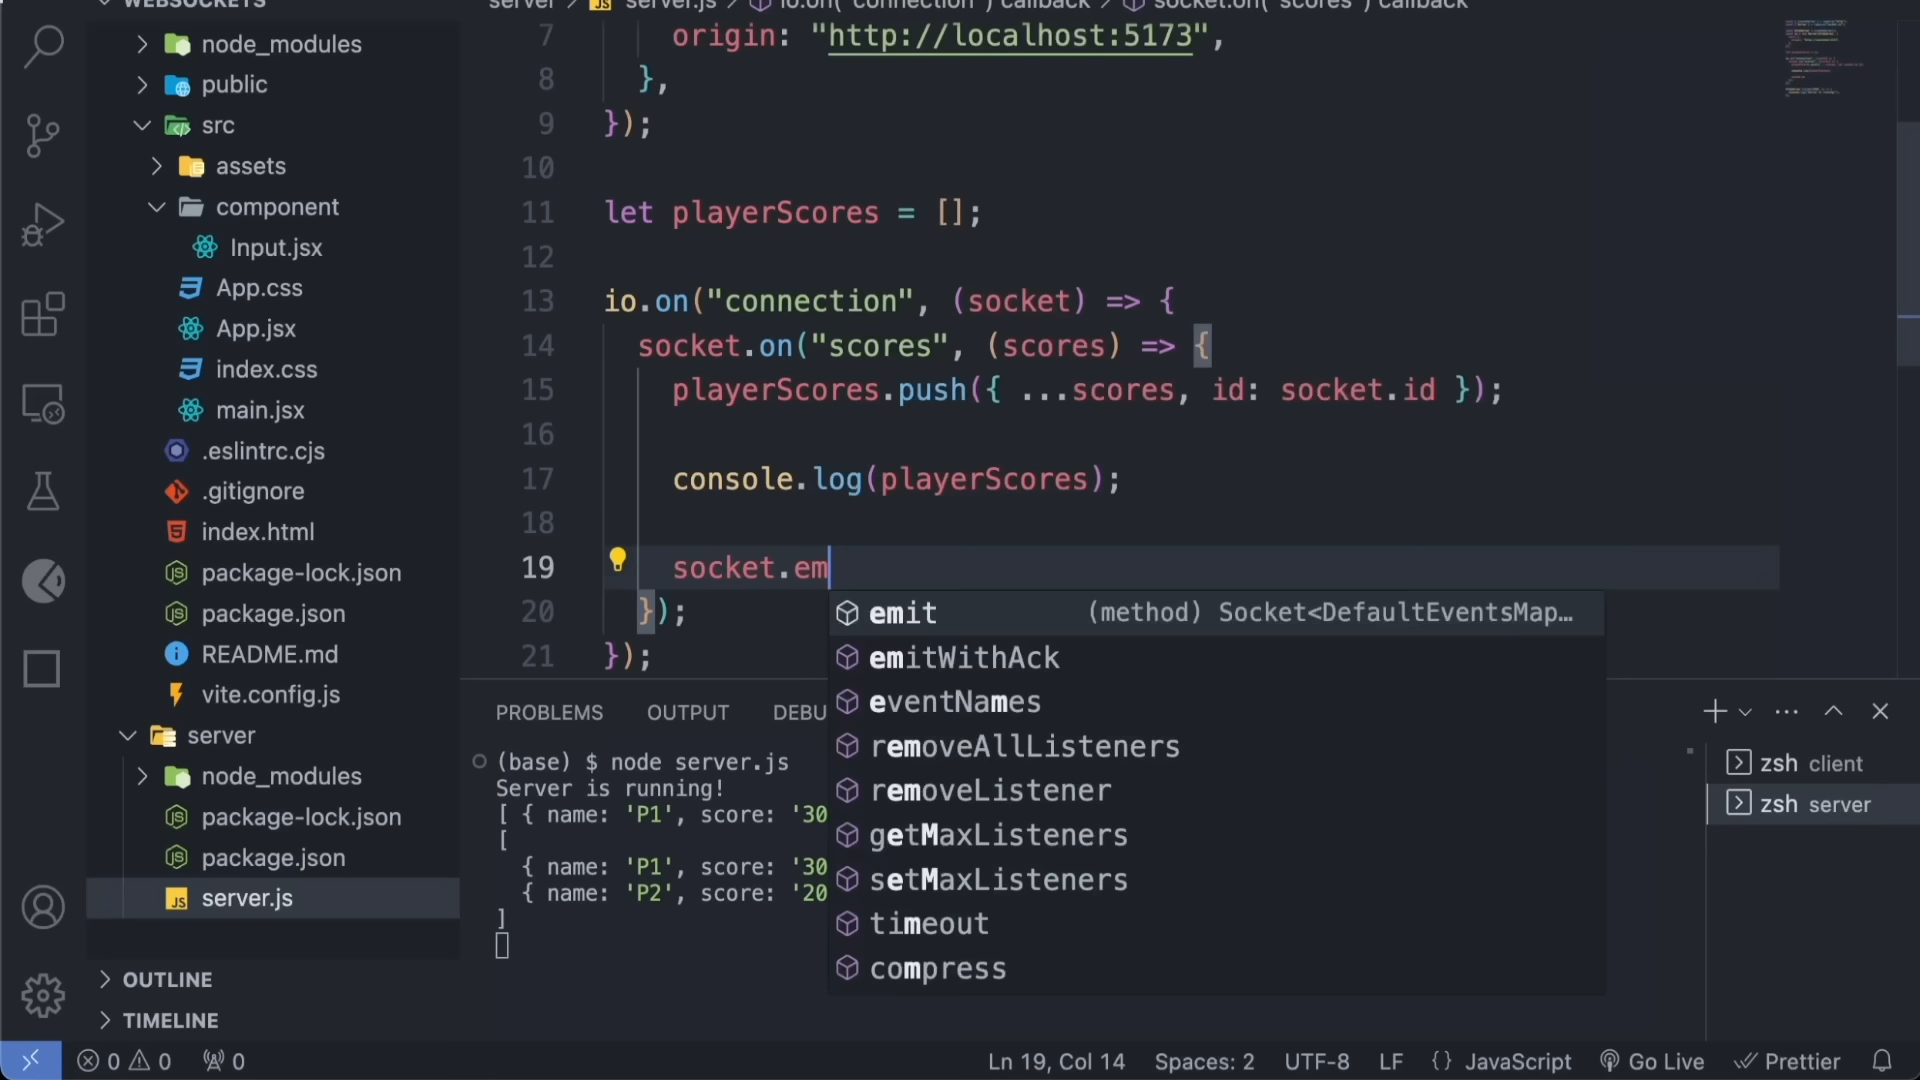 WEBSOCKETS
node_modules
public
src
assets
component
Input.jsx
App.css
App.jsx
index.css
main.jsx
.eslintrc.cjs
.gitignore
index.html
package-lock.json
package.json
README.md
vite.config.js
server
node_modules
package-lock.json
package.json
server.js
OUTLINE
TIMELINE
server > server.js > io.on("connection") callback > socket.on("scores") callback
7 origin: "http://localhost:5173",
8 },
9 });
10
11 let playerScores = [];
12
13 io.on("connection", (socket) => {
14 socket.on("scores", (scores) => {
15 playerScores.push({ ...scores, id: socket.id });
16
17 console.log(playerScores);
18
19 socket.em
20 });
21 });
emit (method) Socket<DefaultEventsMap…
emitWithAck
eventNames
removeAllListeners
removeListener
getMaxListeners
setMaxListeners
timeout
compress
PROBLEMS OUTPUT DEBU
(base) $ node server.js
Server is running!
[ { name: 'P1', score: '30
[
{ name: 'P1', score: '30
{ name: 'P2', score: '20
]
zsh client
zsh server
0 0 0
Ln 19, Col 14 Spaces: 2 UTF-8 LF {} JavaScript Go Live Prettier